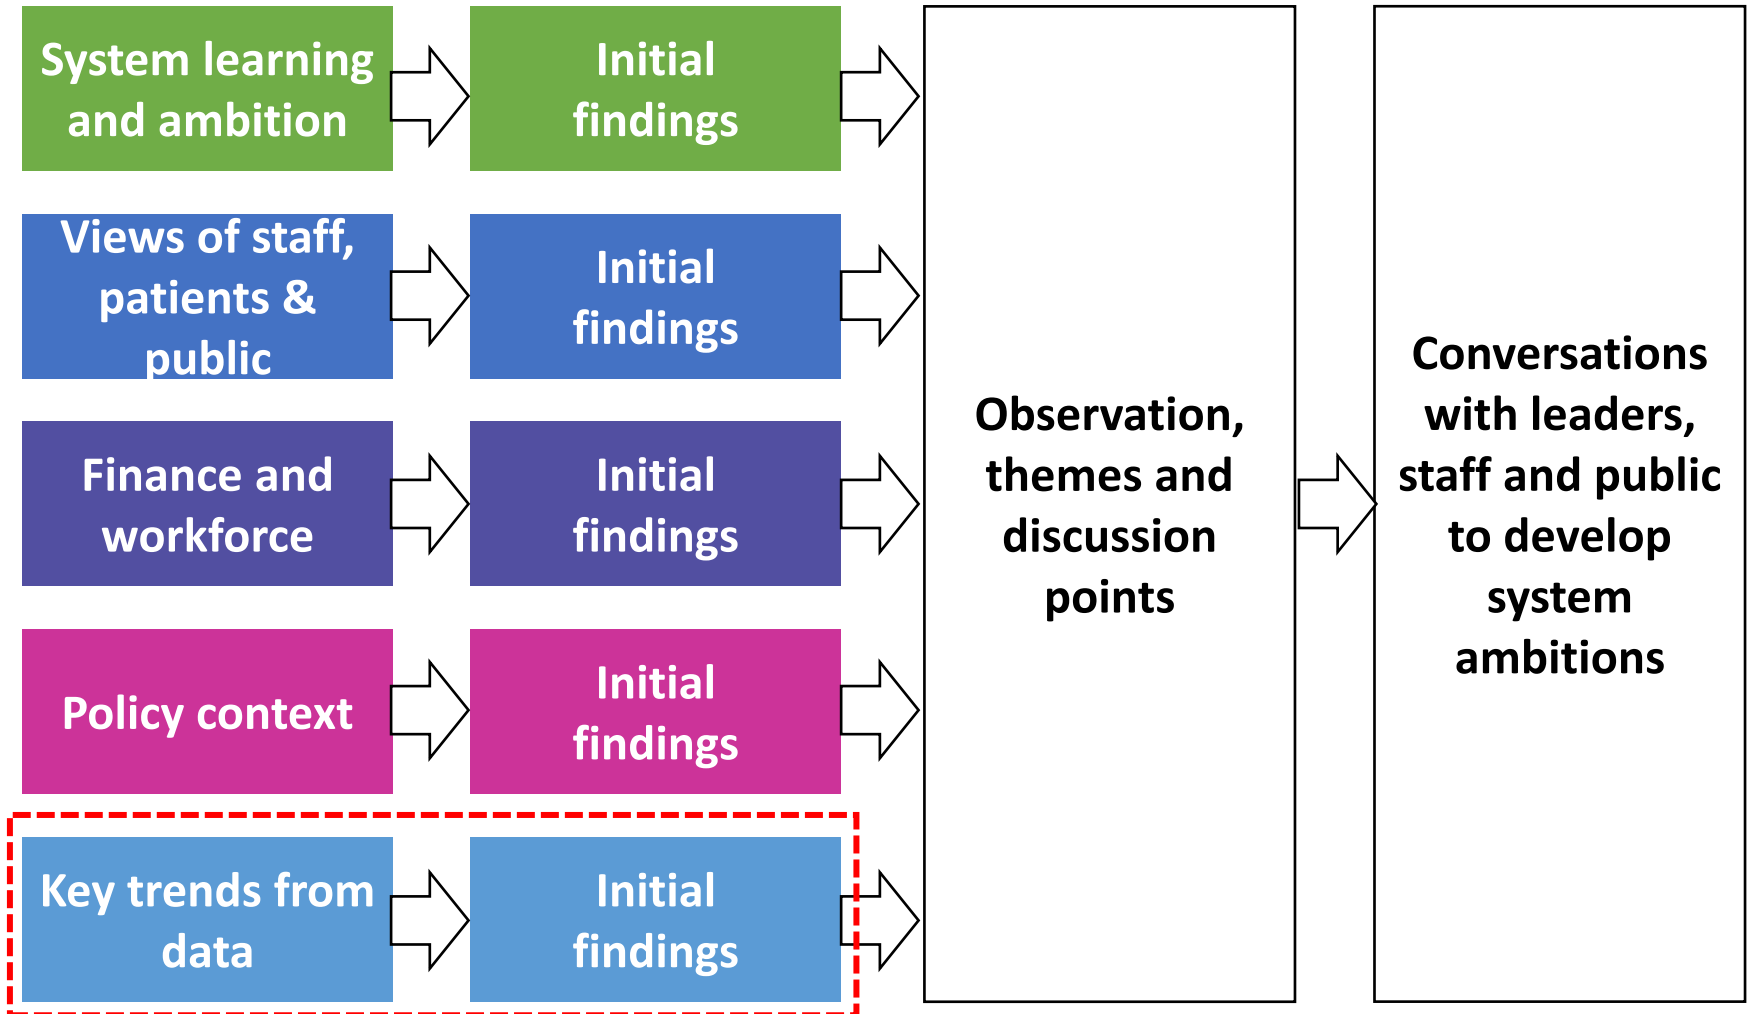 System learning
and ambition
Initial
findings
Views of staff,
patients &
public
Initial
findings
Finance and
workforce
Initial
findings
Policy context
Initial
findings
Key trends from
data
Initial
findings
Observation,
themes and
discussion
points
Conversations
with leaders,
staff and public
to develop
system
ambitions